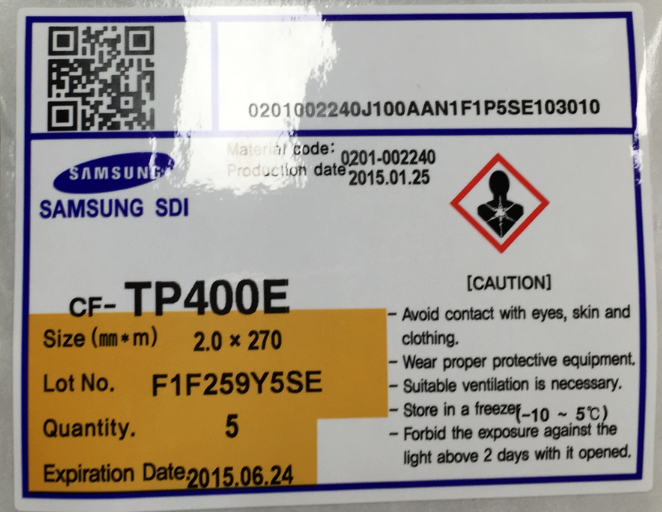 0201002240J100AAN1F1P5SE103010
Material code: 0201-002240
Production date 2015.01.25
SAMSUNG
SAMSUNG SDI
CF- TP400E
Size (mm*m) 2.0 × 270
Lot No. F1F259Y5SE
Quantity. 5
Expiration Date. 2015.06.24
[CAUTION]
- Avoid contact with eyes, skin and
clothing.
- Wear proper protective equipment.
- Suitable ventilation is necessary.
- Store in a freezer(-10 ~ 5℃)
- Forbid the exposure against the
light above 2 days with it opened.